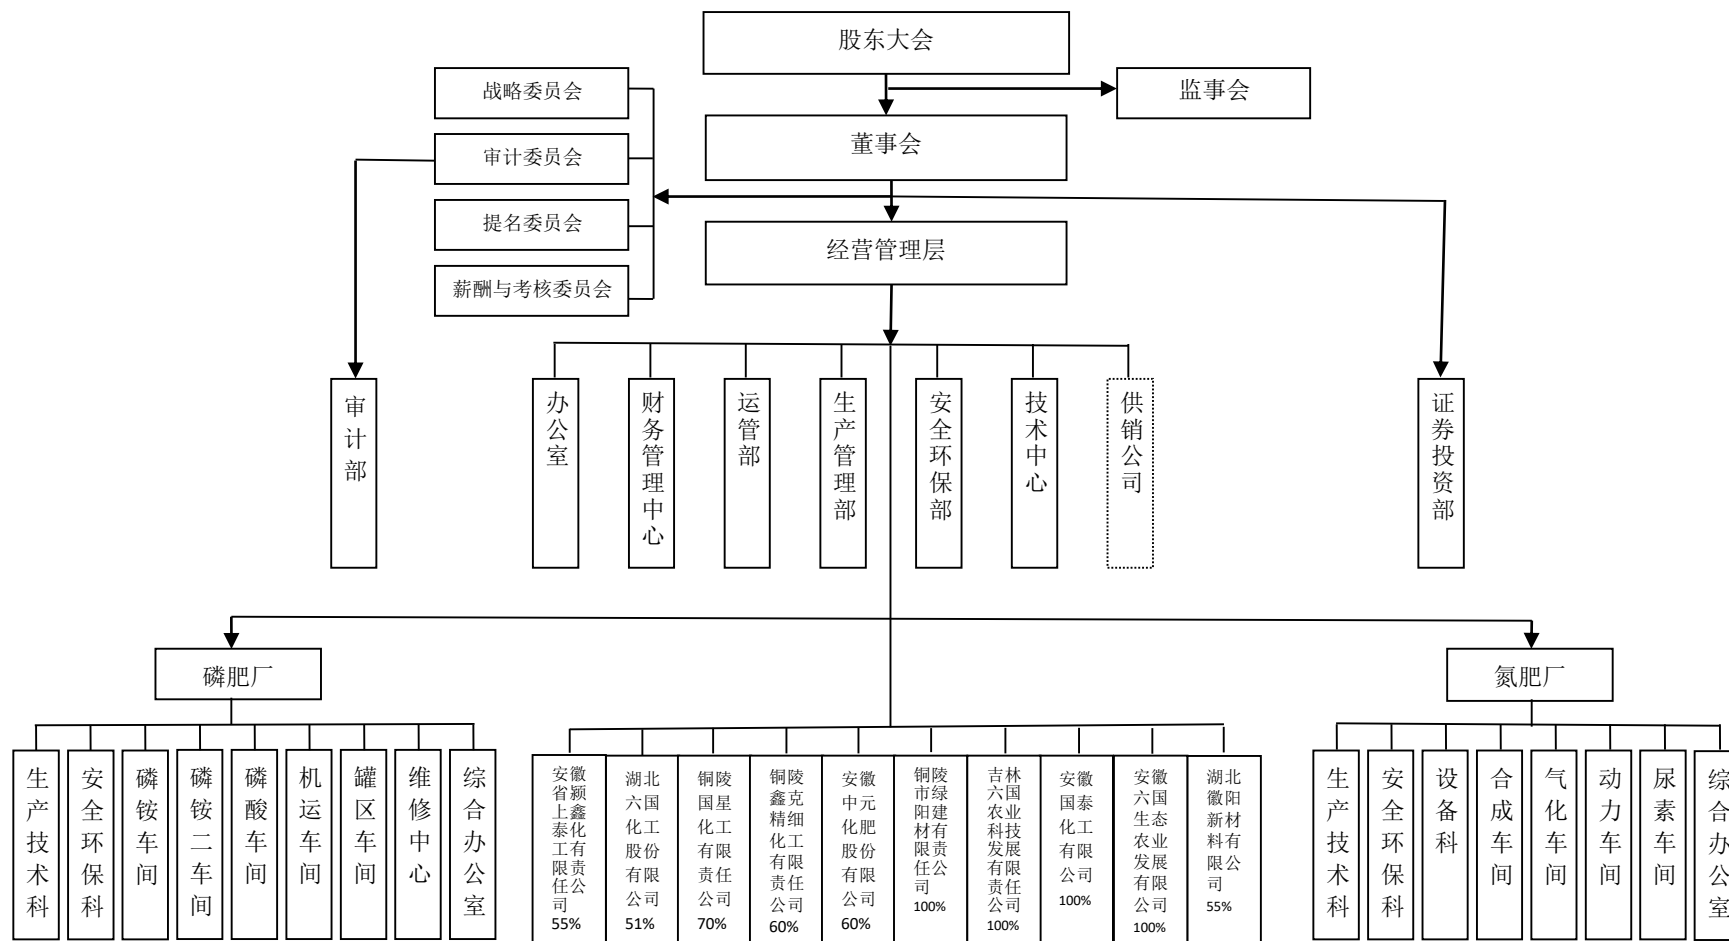 股东大会
监事会
战略委员会
董事会
审计委员会
提名委员会
经营管理层
薪酬与考核委员会
审计部
办公室
财务管理中心
运管部
生产管理部
安全环保部
技术中心
供销公司
证券投资部
磷肥厂
氮肥厂
生产技术科
安全环保科
磷铵车间
磷铵二车间
磷酸车间
机运车间
罐区车间
维修中心
综合办公室
安徽省颍上鑫泰化工有限责任公司
55%
湖北六国化工股份有限公司
51%
铜陵国星化工有限责任公司
70%
铜陵鑫克精细化工有限责任公司
60%
安徽中元化肥股份有限公司
60%
铜陵市绿阳建材有限责任公司
100%
吉林六国农业科技发展有限责任公司
100%
安徽国泰化工有限公司
100%
安徽六国生态农业发展有限公司
100%
湖北徽阳新材料有限公司
55%
生产技术科
安全环保科
设备科
合成车间
气化车间
动力车间
尿素车间
综合办公室